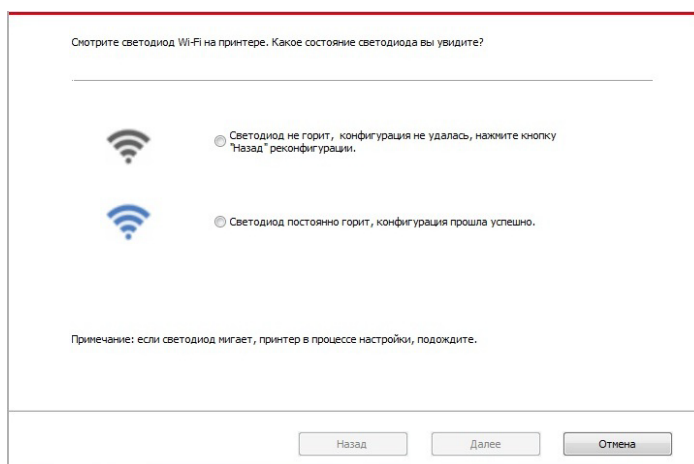 Смотрите светодиод Wi-Fi на принтере. Какое состояние светодиода вы увидите?
Светодиод не горит, конфигурация не удалась, нажмите кнопку
"Назад" реконфигурации.
Светодиод постоянно горит, конфигурация прошла успешно.
Примечание: если светодиод мигает, принтер в процессе настройки, подождите.
Назад
Далее
Отмена